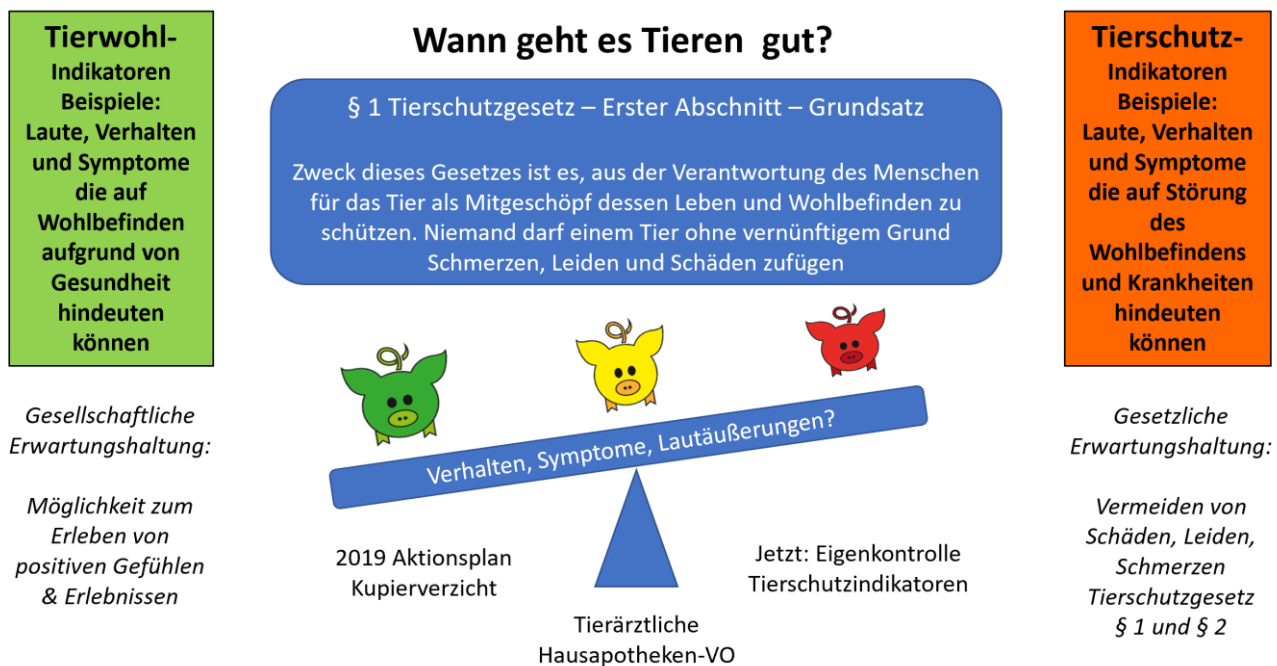 Tierwohl-
Indikatoren
Beispiele:
Laute, Verhalten
und Symptome
die auf
Wohlbefinden
aufgrund von
Gesundheit
hindeuten
können
Gesellschaftliche
Erwartungshaltung:
Möglichkeit zum
Erleben von
positiven Gefühlen
& Erlebnissen
Wann geht es Tieren gut?
§ 1 Tierschutzgesetz – Erster Abschnitt – Grundsatz
Zweck dieses Gesetzes ist es, aus der Verantwortung des Menschen
für das Tier als Mitgeschöpf dessen Leben und Wohlbefinden zu
schützen. Niemand darf einem Tier ohne vernünftigem Grund
Schmerzen, Leiden und Schäden zufügen
Verhalten, Symptome, Lautäußerungen?
2019 Aktionsplan
Kupierverzicht
Tierärztliche
Hausapotheken-VO
Jetzt: Eigenkontrolle
Tierschutzindikatoren
Tierschutz-
Indikatoren
Beispiele:
Laute, Verhalten
und Symptome
die auf Störung
des
Wohlbefindens
und Krankheiten
hindeuten
können
Gesetzliche
Erwartungshaltung:
Vermeiden von
Schäden, Leiden,
Schmerzen
Tierschutzgesetz
§ 1 und § 2